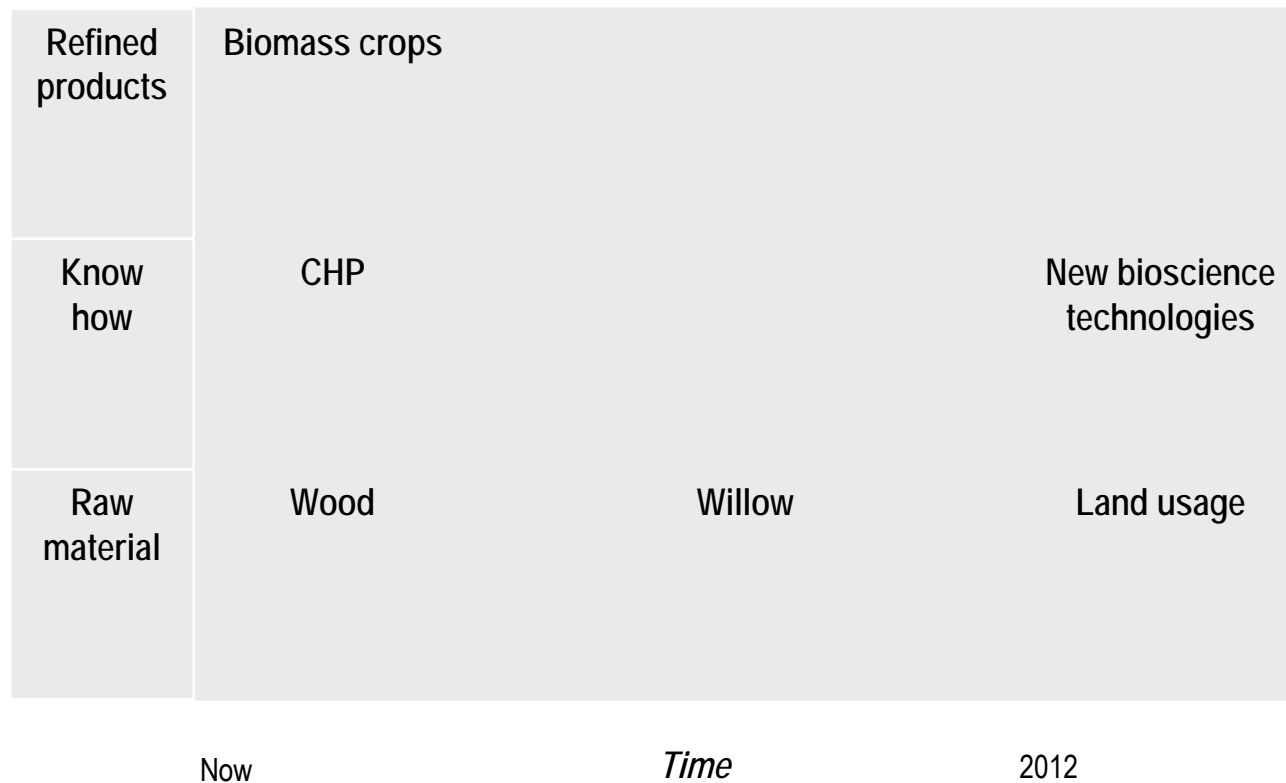 Refined
products
Biomass crops
Know
how
CHP
New bioscience
technologies
Raw
material
Wood
Willow
Land usage
Now
Time
2012